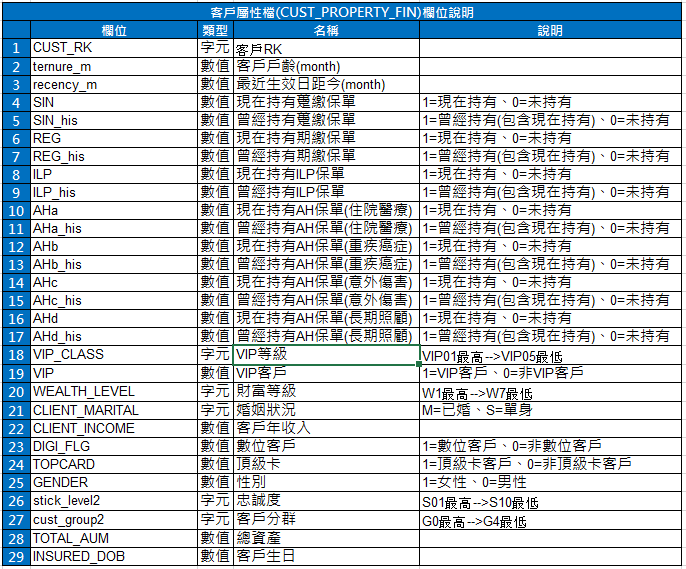 客戶屬性檔(CUST_PROPERTY_FIN)欄位說明
欄位 類型 名稱 說明
1 CUST_RK 字元 客戶RK
2 ternure_m 數值 客戶戶齡(month)
3 recency_m 數值 最近生效日距今(month)
4 SIN 數值 現在持有躉繳保單 1=現在持有、0=未持有
5 SIN_his 數值 曾經持有躉繳保單 1=曾經持有(包含現在持有)、0=未持有
6 REG 數值 現在持有期繳保單 1=現在持有、0=未持有
7 REG_his 數值 曾經持有期繳保單 1=曾經持有(包含現在持有)、0=未持有
8 ILP 數值 現在持有ILP保單 1=現在持有、0=未持有
9 ILP_his 數值 曾經持有ILP保單 1=曾經持有(包含現在持有)、0=未持有
10 AHa 數值 現在持有AH保單(住院醫療) 1=現在持有、0=未持有
11 AHa_his 數值 曾經持有AH保單(住院醫療) 1=曾經持有(包含現在持有)、0=未持有
12 AHb 數值 現在持有AH保單(重疾癌症) 1=現在持有、0=未持有
13 AHb_his 數值 曾經持有AH保單(重疾癌症) 1=曾經持有(包含現在持有)、0=未持有
14 AHc 數值 現在持有AH保單(意外傷害) 1=現在持有、0=未持有
15 AHc_his 數值 曾經持有AH保單(意外傷害) 1=曾經持有(包含現在持有)、0=未持有
16 AHd 數值 現在持有AH保單(長期照顧) 1=現在持有、0=未持有
17 AHd_his 數值 曾經持有AH保單(長期照顧) 1=曾經持有(包含現在持有)、0=未持有
18 VIP_CLASS 字元 VIP等級 VIP01最高-->VIP05最低
19 VIP 數值 VIP客戶 1=VIP客戶、0=非VIP客戶
20 WEALTH_LEVEL 字元 財富等級 W1最高-->W7最低
21 CLIENT_MARITAL 字元 婚姻狀況 M=已婚、S=單身
22 CLIENT_INCOME 數值 客戶年收入
23 DIGI_FLG 數值 數位客戶 1=數位客戶、0=非數位客戶
24 TOPCARD 數值 頂級卡 1=頂級卡客戶、0=非頂級卡客戶
25 GENDER 數值 性別 1=女性、0=男性
26 stick_level2 字元 忠誠度 S01最高-->S10最低
27 cust_group2 字元 客戶分群 G0最高-->G4最低
28 TOTAL_AUM 數值 總資產
29 INSURED_DOB 數值 客戶生日